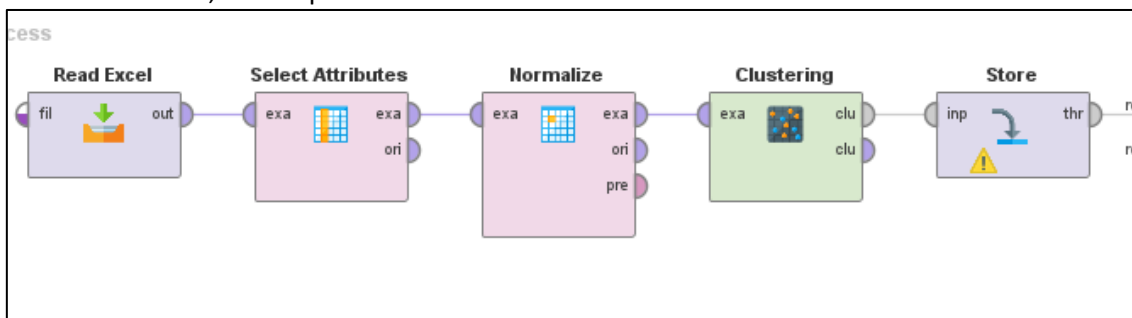 cess
Read Excel
Select Attributes
Normalize
Clustering
Store
fil
out
exa
exa
ori
exa
exa
ori
pre
exa
clu
clu
inp
thr